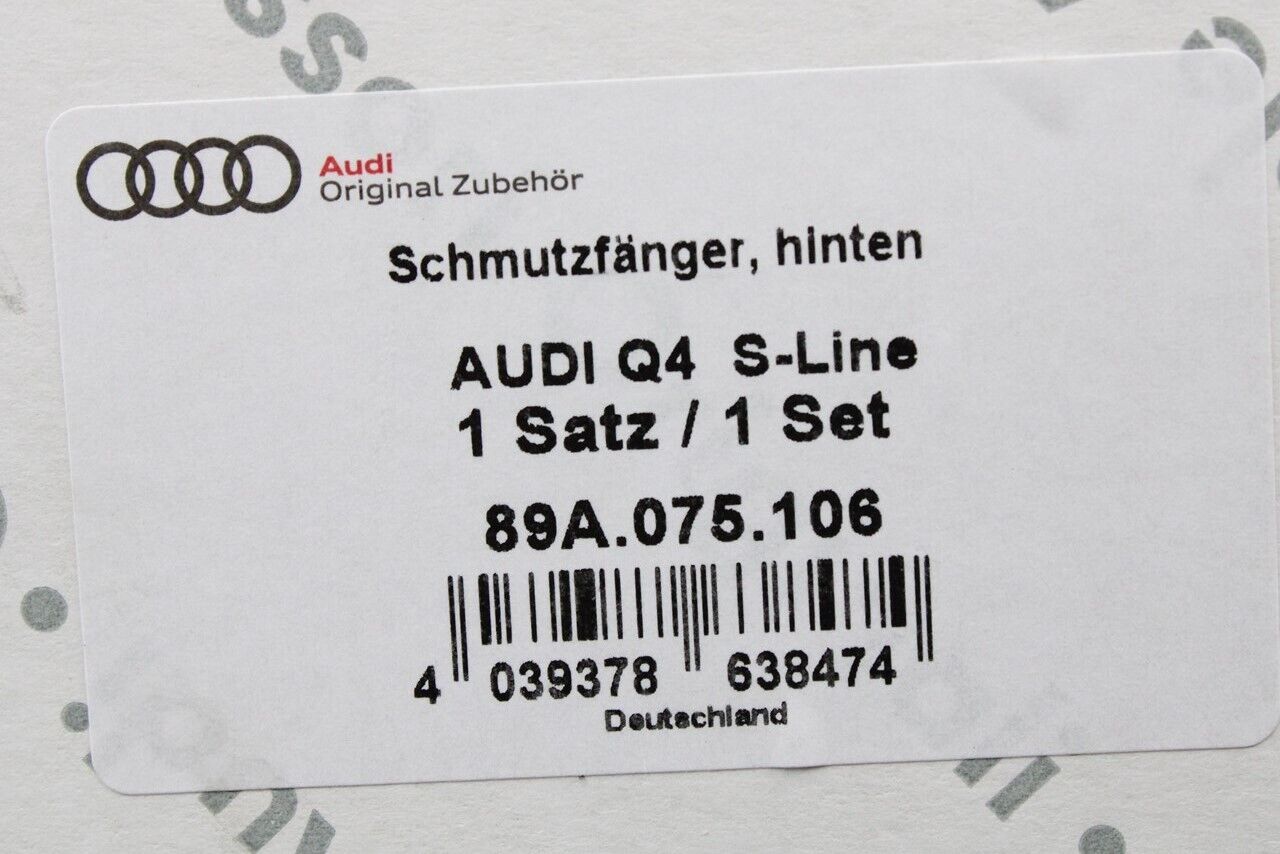 Audi
Original Zubehör
Schmutzfänger, hinten
AUDI Q4 S-Line
1 Satz / 1 Set
89A.075.106
4 039378 638474
Deutschland